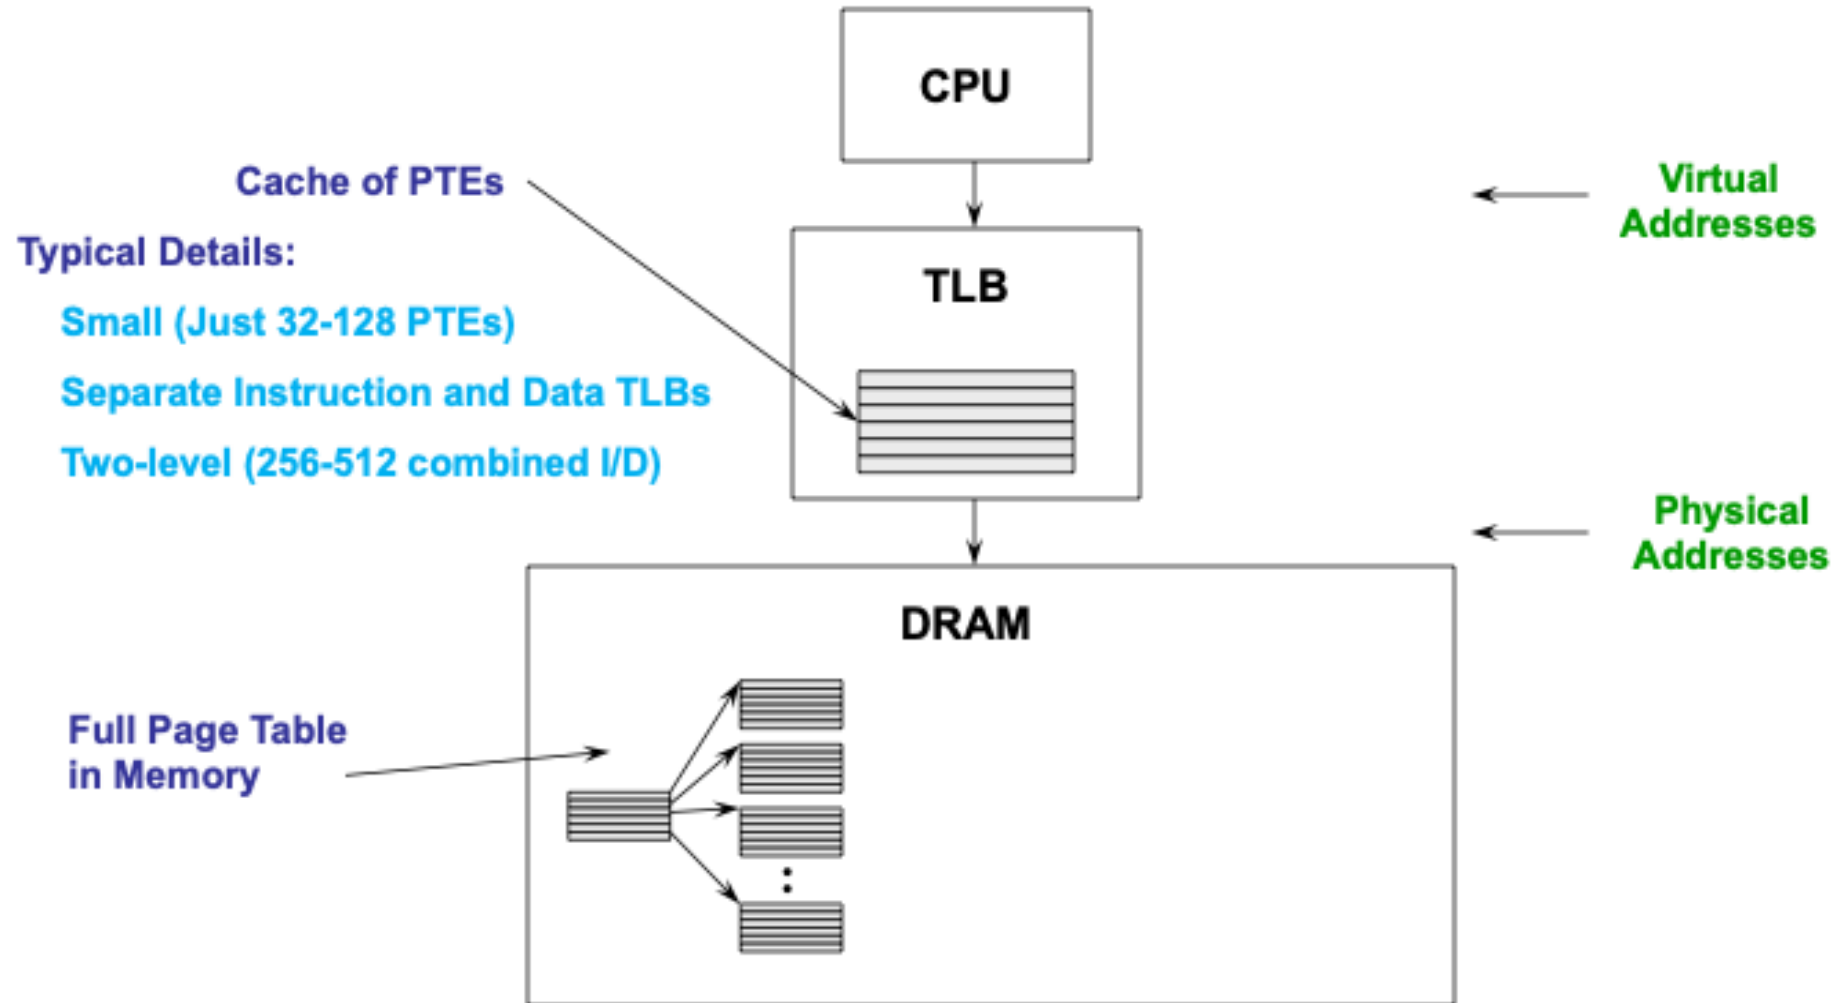 CPU
Cache of PTEs
Virtual
Addresses
Typical Details:
TLB
Small (Just 32-128 PTEs)
Separate Instruction and Data TLBs
Two-level (256-512 combined I/D)
Physical
Addresses
DRAM
Full Page Table
in Memory